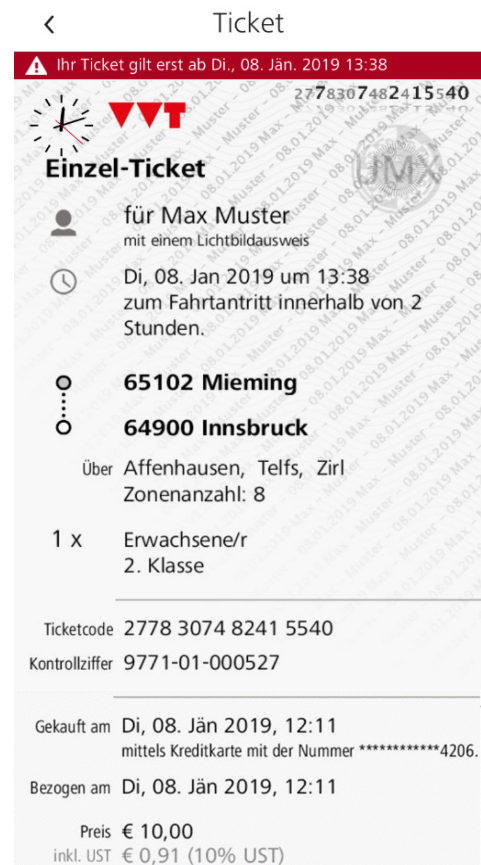 Ticket
Ihr Ticket gilt erst ab Di., 08. Jän. 2019 13:38
2778307482415540
VVT
UMX
Einzel-Ticket
für Max Muster
mit einem Lichtbildausweis
Di, 08. Jan 2019 um 13:38
zum Fahrtantritt innerhalb von 2
Stunden.
65102 Mieming
64900 Innsbruck
Über Affenhausen, Telfs, Zirl
Zonenanzahl: 8
1 x Erwachsene/r
2. Klasse
Ticketcode 2778 3074 8241 5540
Kontrollziffer 9771-01-000527
Gekauft am Di, 08. Jän 2019, 12:11
mittels Kreditkarte mit der Nummer ************4206.
Bezogen am Di, 08. Jän 2019, 12:11
Preis € 10,00
inkl. UST € 0,91 (10% UST)